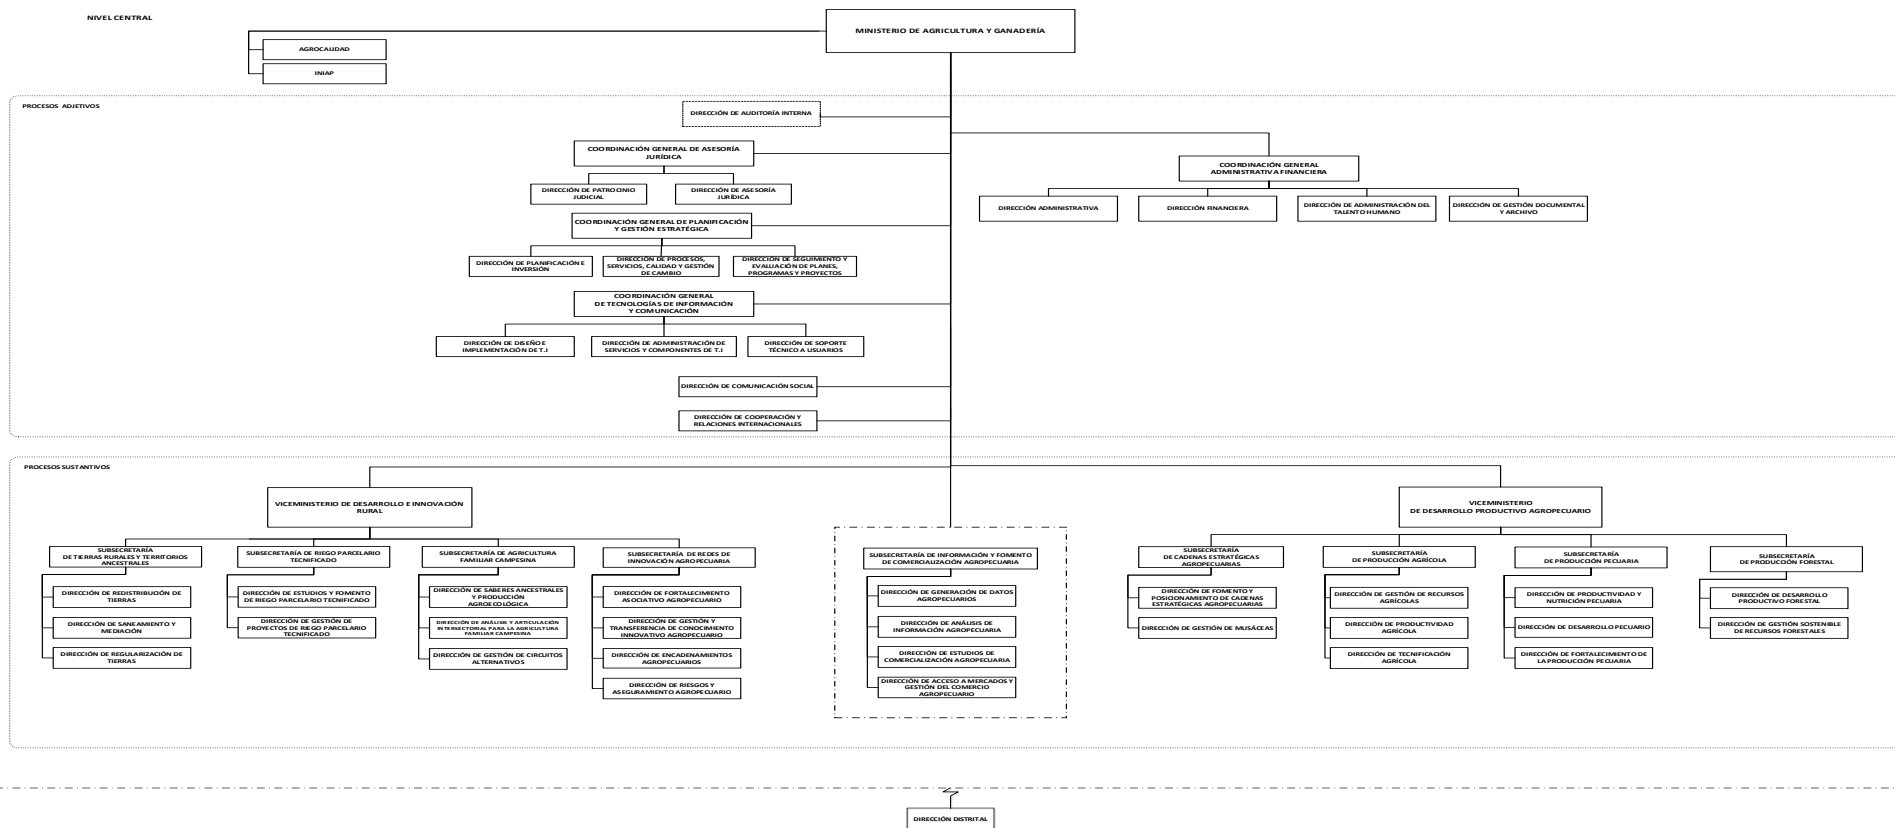 NIVEL CENTRAL
MINISTERIO DE AGRICULTURA Y GANADERÍA
AGROCALIDAD
INIAP
PROCESOS ADJETIVOS
DIRECCIÓN DE AUDITORÍA INTERNA
COORDINACIÓN GENERAL DE ASESORÍA
JURÍDICA
DIRECCIÓN DE PATROCINIO
JUDICIAL
DIRECCIÓN DE ASESORÍA
JURÍDICA
COORDINACIÓN GENERAL
ADMINISTRATIVA FINANCIERA
DIRECCIÓN ADMINISTRATIVA
DIRECCIÓN FINANCIERA
DIRECCIÓN DE ADMINISTRACIÓN DEL
TALENTO HUMANO
DIRECCIÓN DE GESTIÓN DOCUMENTAL
Y ARCHIVO
COORDINACIÓN GENERAL DE PLANIFICACIÓN
Y GESTIÓN ESTRATÉGICA
DIRECCIÓN DE PLANIFICACIÓN E
INVERSIÓN
DIRECCIÓN DE PROCESOS,
SERVICIOS, CALIDAD Y GESTIÓN
DE CAMBIO
DIRECCIÓN DE SEGUIMIENTO Y
EVALUACIÓN DE PLANES,
PROGRAMAS Y PROYECTOS
COORDINACIÓN GENERAL
DE TECNOLOGÍAS DE INFORMACIÓN
Y COMUNICACIÓN
DIRECCIÓN DE DISEÑO E
IMPLEMENTACIÓN DE T.I
DIRECCIÓN DE ADMINISTRACIÓN DE
SERVICIOS Y COMPONENTES DE T.I
DIRECCIÓN DE SOPORTE
TÉCNICO A USUARIOS
DIRECCIÓN DE COMUNICACIÓN SOCIAL
DIRECCIÓN DE COOPERACIÓN Y
RELACIONES INTERNACIONALES
PROCESOS SUSTANTIVOS
VICEMINISTERIO DE DESARROLLO E INNOVACIÓN
RURAL
SUBSECRETARÍA
DE TIERRAS RURALES Y TERRITORIOS
ANCESTRALES
DIRECCIÓN DE REDISTRIBUCIÓN DE
TIERRAS
DIRECCIÓN DE SANEAMIENTO Y
MEDIACIÓN
DIRECCIÓN DE REGULARIZACIÓN DE
TIERRAS
SUBSECRETARÍA DE RIEGO PARCELARIO
TECNIFICADO
DIRECCIÓN DE ESTUDIOS Y FOMENTO
DE RIEGO PARCELARIO TECNIFICADO
DIRECCIÓN DE GESTIÓN DE
PROYECTOS DE RIEGO PARCELARIO
TECNIFICADO
SUBSECRETARÍA DE AGRICULTURA
FAMILIAR CAMPESINA
DIRECCIÓN DE SABERES ANCESTRALES
Y PRODUCCIÓN
AGROECOLÓGICA
DIRECCIÓN DE ANÁLISIS Y ARTICULACIÓN
INTERSECTORIAL PARA LA AGRICULTURA
FAMILIAR CAMPESINA
DIRECCIÓN DE GESTIÓN DE CIRCUITOS
ALTERNATIVOS
SUBSECRETARÍA DE REDES DE
INNOVACIÓN AGROPECUARIA
DIRECCIÓN DE FORTALECIMIENTO
ASOCIATIVO AGROPECUARIO
DIRECCIÓN DE GESTIÓN Y
TRANSFERENCIA DE CONOCIMIENTO
INNOVATIVO AGROPECUARIO
DIRECCIÓN DE ENCADENAMIENTOS
AGROPECUARIOS
DIRECCIÓN DE RIESGOS Y
ASEGURAMIENTO AGROPECUARIO
SUBSECRETARÍA DE INFORMACIÓN Y FOMENTO
DE COMERCIALIZACIÓN AGROPECUARIA
DIRECCIÓN DE GENERACIÓN DE DATOS
AGROPECUARIOS
DIRECCIÓN DE ANÁLISIS DE
INFORMACIÓN AGROPECUARIA
DIRECCIÓN DE ESTUDIOS DE
COMERCIALIZACIÓN AGROPECUARIA
DIRECCIÓN DE ACCESO A MERCADOS Y
GESTIÓN DEL COMERCIO
AGROPECUARIO
VICEMINISTERIO
DE DESARROLLO PRODUCTIVO AGROPECUARIO
SUBSECRETARÍA
DE CADENAS ESTRATÉGICAS
AGROPECUARIAS
DIRECCIÓN DE FOMENTO Y
POSICIONAMIENTO DE CADENAS
ESTRATÉGICAS AGROPECUARIAS
DIRECCIÓN DE GESTIÓN DE MUSÁCEAS
SUBSECRETARÍA
DE PRODUCCIÓN AGRÍCOLA
DIRECCIÓN DE GESTIÓN DE RECURSOS
AGRÍCOLAS
DIRECCIÓN DE PRODUCTIVIDAD
AGRÍCOLA
DIRECCIÓN DE TECNIFICACIÓN
AGRÍCOLA
SUBSECRETARÍA
DE PRODUCCIÓN PECUARIA
DIRECCIÓN DE PRODUCTIVIDAD Y
NUTRICIÓN PECUARIA
DIRECCIÓN DE DESARROLLO PECUARIO
DIRECCIÓN DE FORTALECIMIENTO DE
LA PRODUCCIÓN PECUARIA
SUBSECRETARÍA
DE PRODUCCIÓN FORESTAL
DIRECCIÓN DE DESARROLLO
PRODUCTIVO FORESTAL
DIRECCIÓN DE GESTIÓN SOSTENIBLE
DE RECURSOS FORESTALES
DIRECCIÓN DISTRITAL